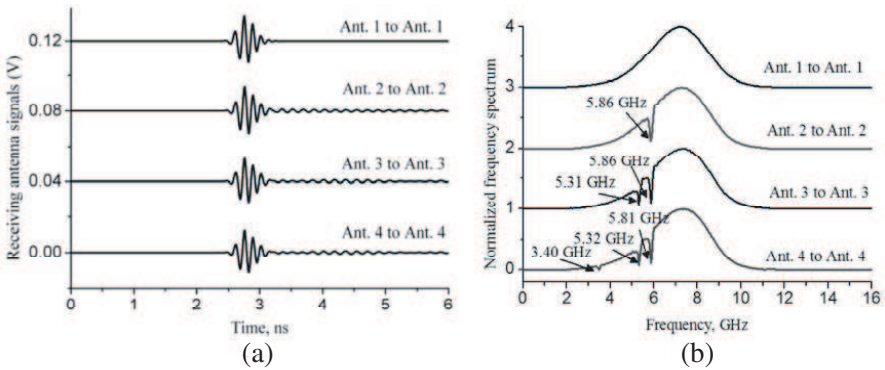 Receiving antenna signals (V)
0.12
0.08
0.04
0.00
Ant. 1 to Ant. 1
Ant. 2 to Ant. 2
Ant. 3 to Ant. 3
Ant. 4 to Ant. 4
0 1 2 3 4 5 6
Time, ns
(a)
Normalized frequency spectrum
4
3
2
1
0
Ant. 1 to Ant. 1
5.86 GHz
Ant. 2 to Ant. 2
5.86 GHz
5.31 GHz
Ant. 3 to Ant. 3
5.81 GHz
5.32 GHz
3.40 GHz
Ant. 4 to Ant. 4
0 2 4 6 8 10 12 14 16
Frequency, GHz
(b)